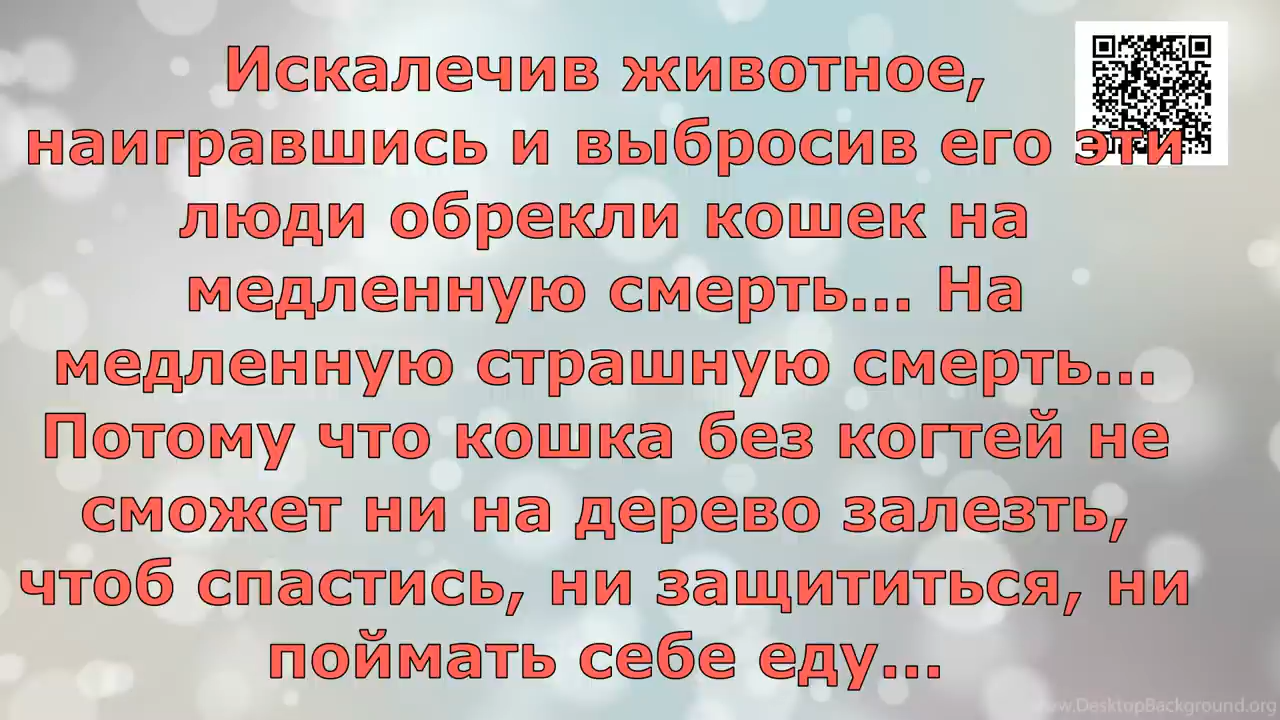 Искалечив животное,
наигравшись и выбросив его эти
люди обрекли кошек на
медленную смерть... На
медленную страшную смерть...
Потому что кошка без когтей не
сможет ни на дерево залезть,
чтоб спастись, ни защититься, ни
поймать себе еду...
www.DesktopBackground.org